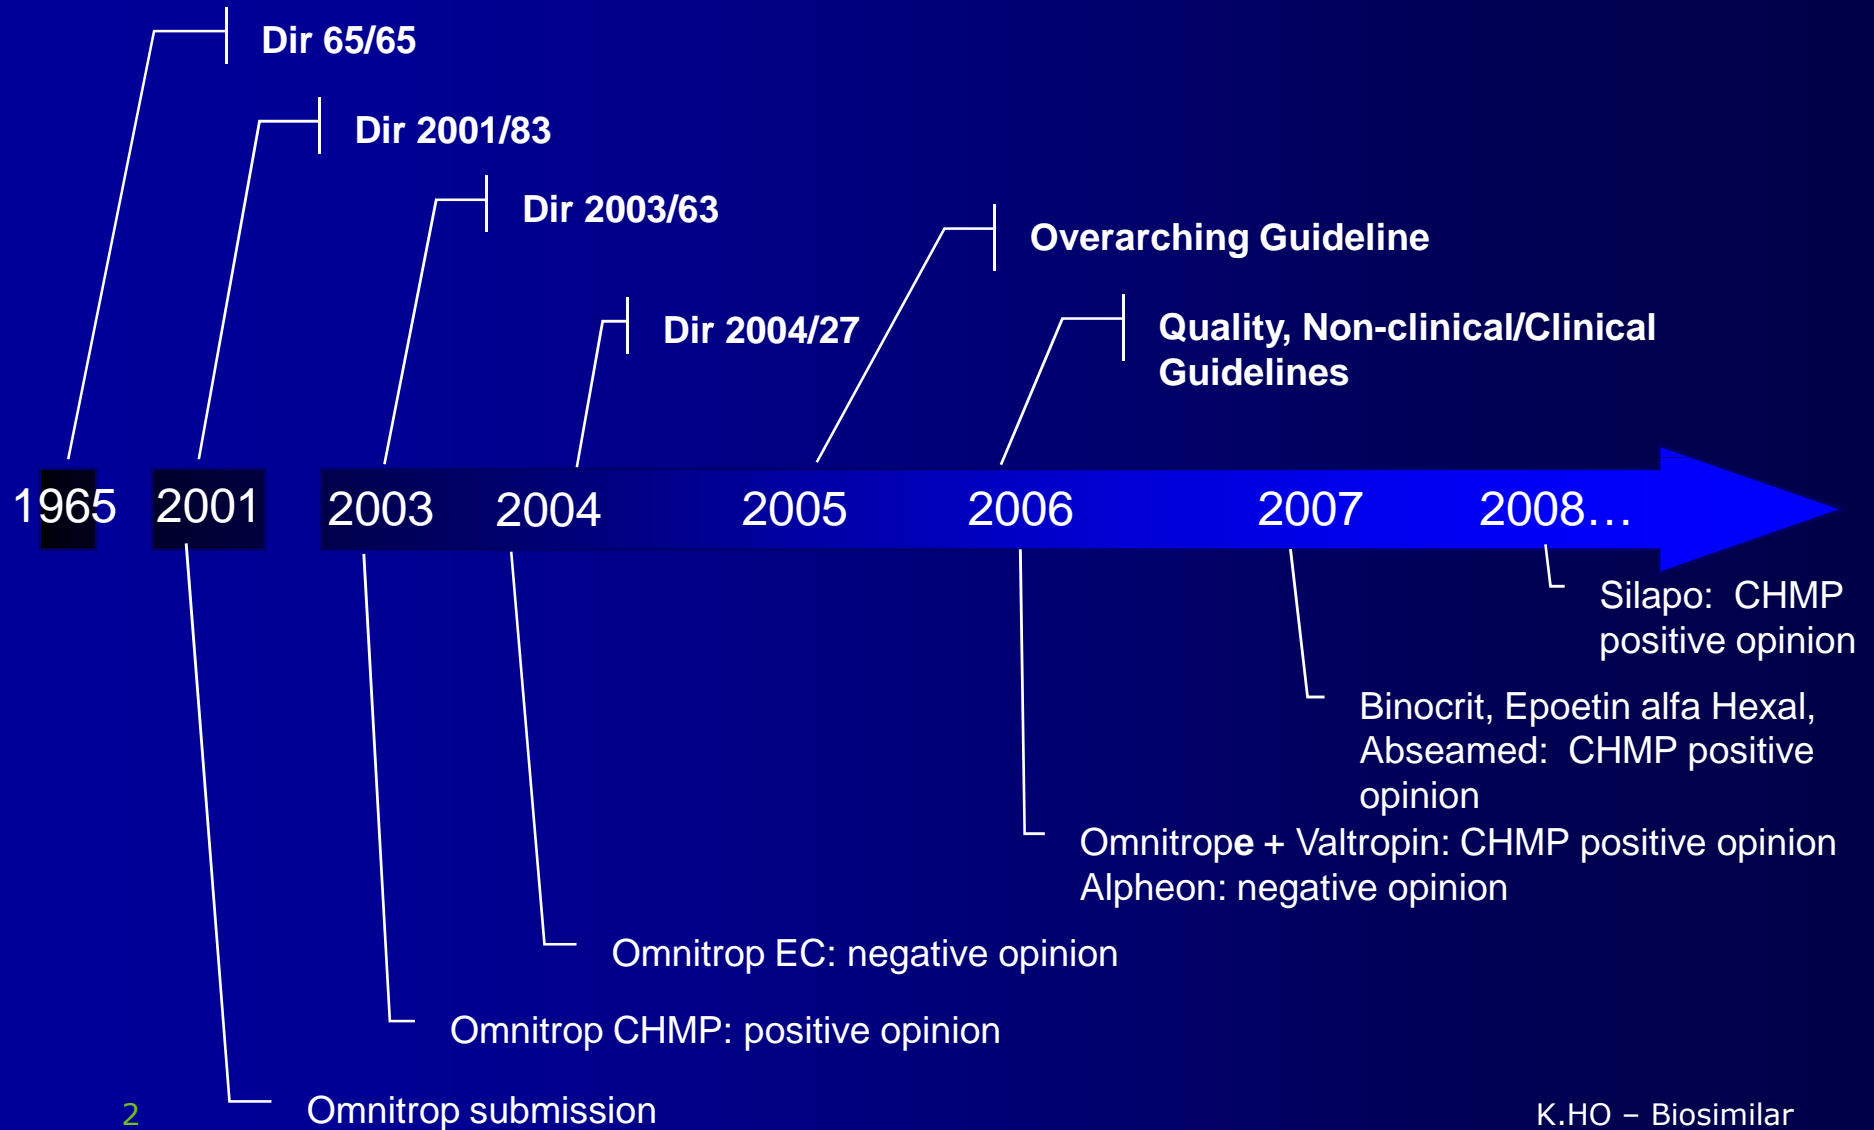 Dir 65/65
Dir 2001/83
Dir 2003/63
Overarching Guideline
Dir 2004/27
Quality, Non-clinical/Clinical
Guidelines
1965
2001
2003
2004
2005
2006
2007
2008…
Silapo:  CHMP
positive opinion
Binocrit, Epoetin alfa Hexal,
Abseamed:  CHMP positive
opinion
Omnitrope + Valtropin: CHMP positive opinion
Alpheon: negative opinion
Omnitrop EC: negative opinion
Omnitrop CHMP: positive opinion
Omnitrop submission
2
K.HO – Biosimilar